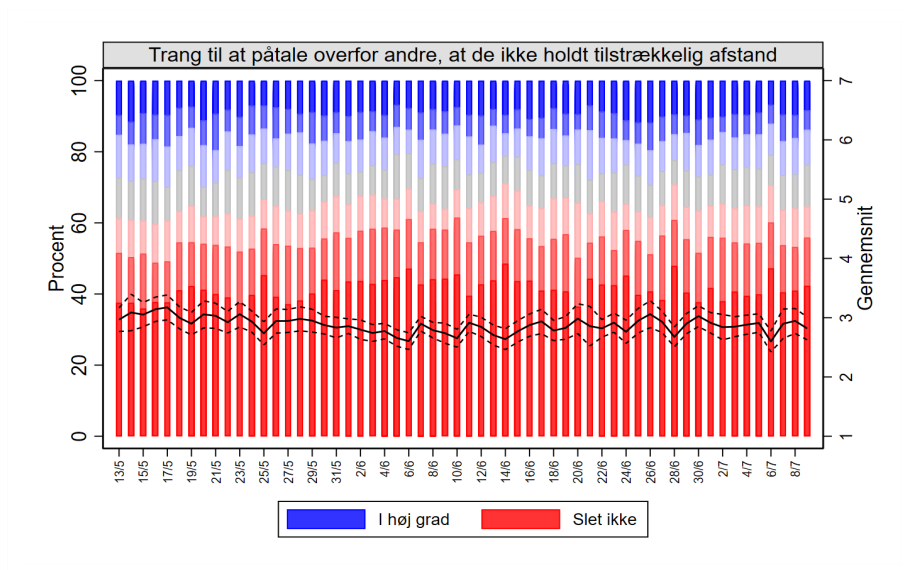 Trang til at påtale overfor andre, at de ikke holdt tilstrækkelig afstand
Procent
100
80
60
40
20
0
7
6
5
4
3
2
1
Gennemsnit
13/5 15/5 17/5 19/5 21/5 23/5 25/5 27/5 29/5 31/5 2/6 4/6 6/6 8/6 10/6 12/6 14/6 16/6 18/6 20/6 22/6 24/6 26/6 28/6 30/6 2/7 4/7 6/7 8/7
I høj grad Slet ikke